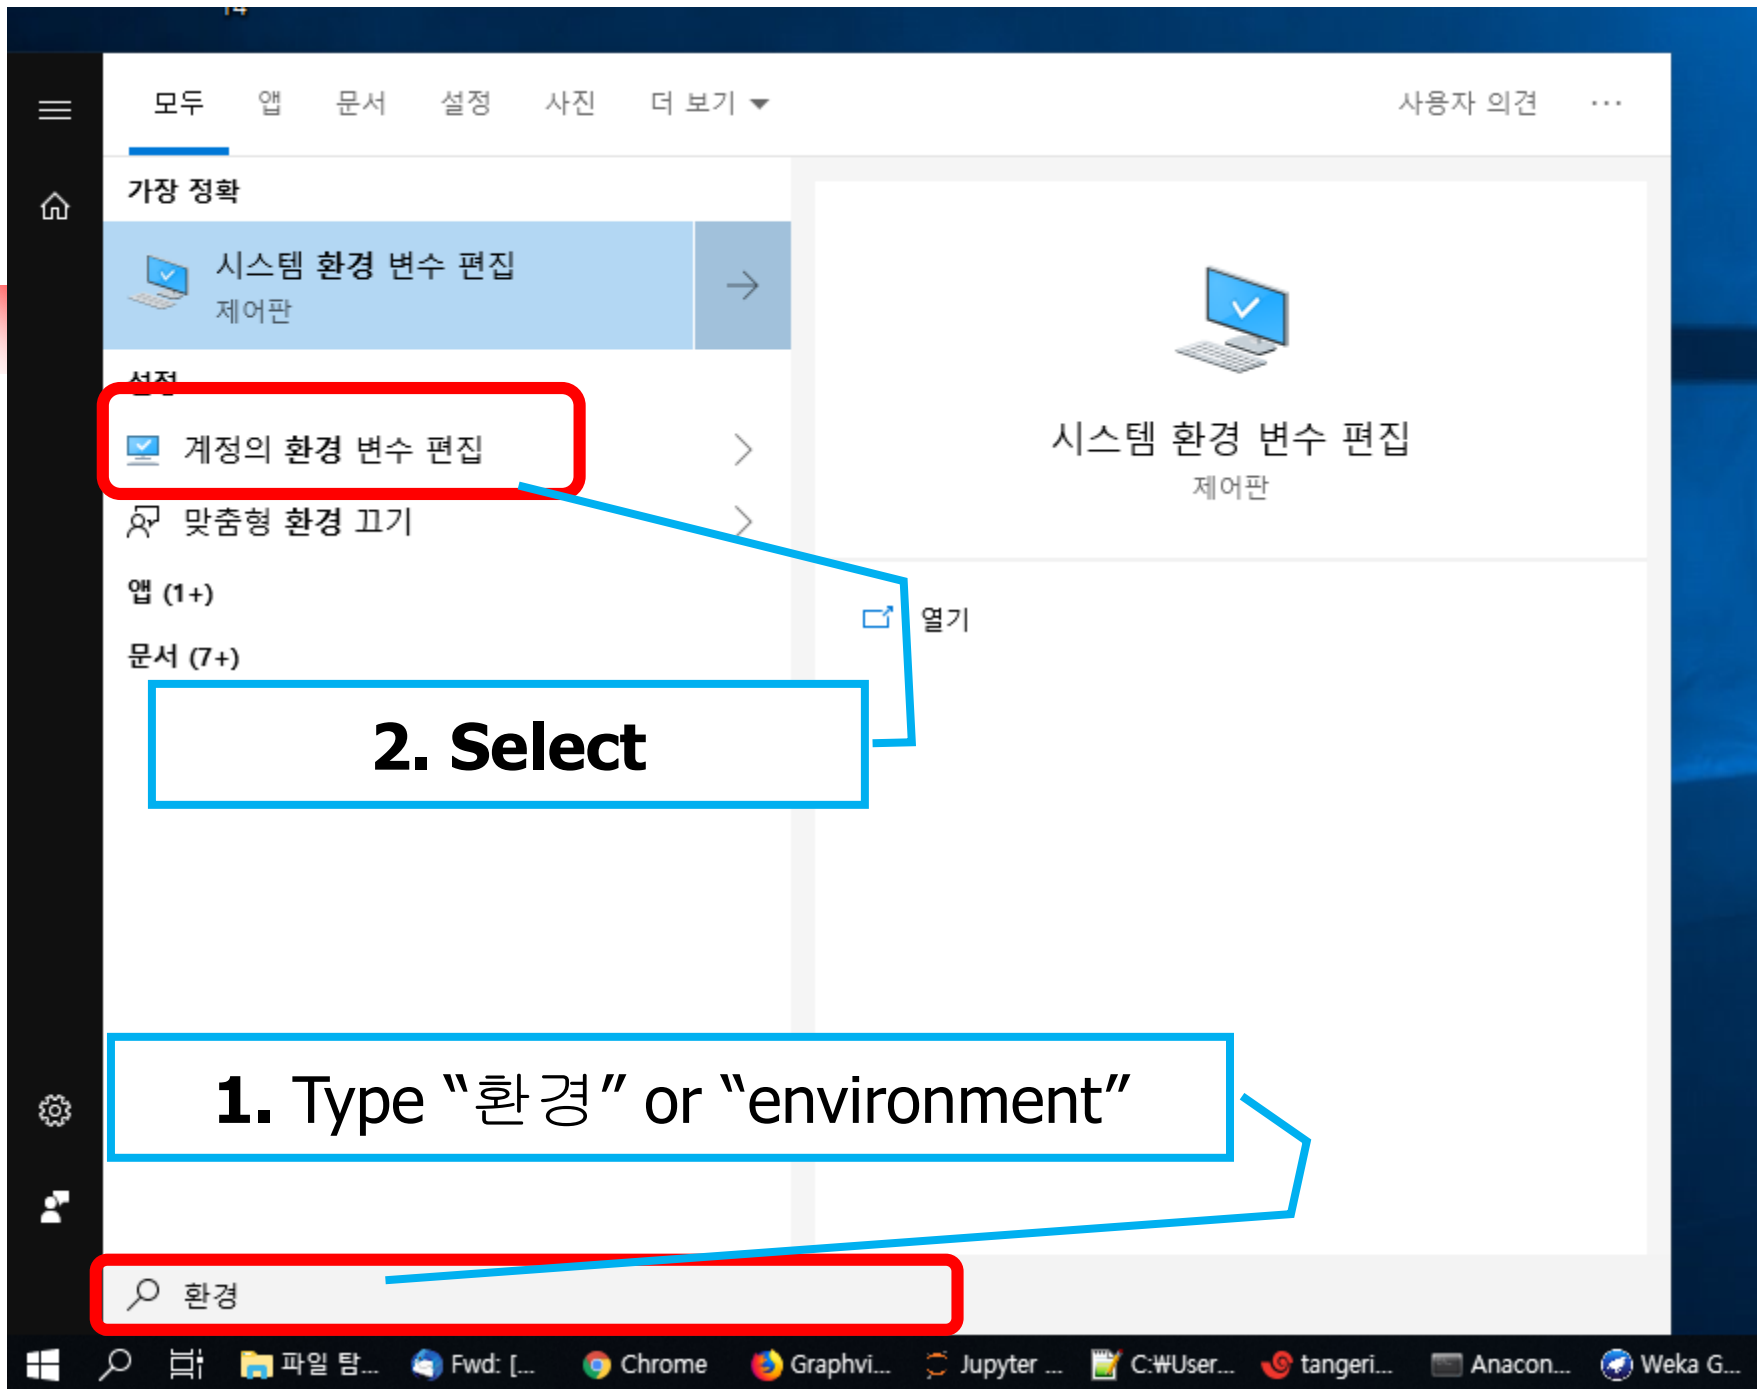 14
모두 앱 문서 설정 사진 더 보기 사용자 의견 ...
가장 정확
시스템 환경 변수 편집
제어판
설정
계정의 환경 변수 편집
맞춤형 환경 끄기
앱 (1+)
문서 (7+)
시스템 환경 변수 편집
제어판
열기
2. Select
1. Type “환경” or “environment”
환경
파일 탐... Fwd: [... Chrome Graphvi... Jupyter ... C:₩User... tangeri... Anacon... Weka G...